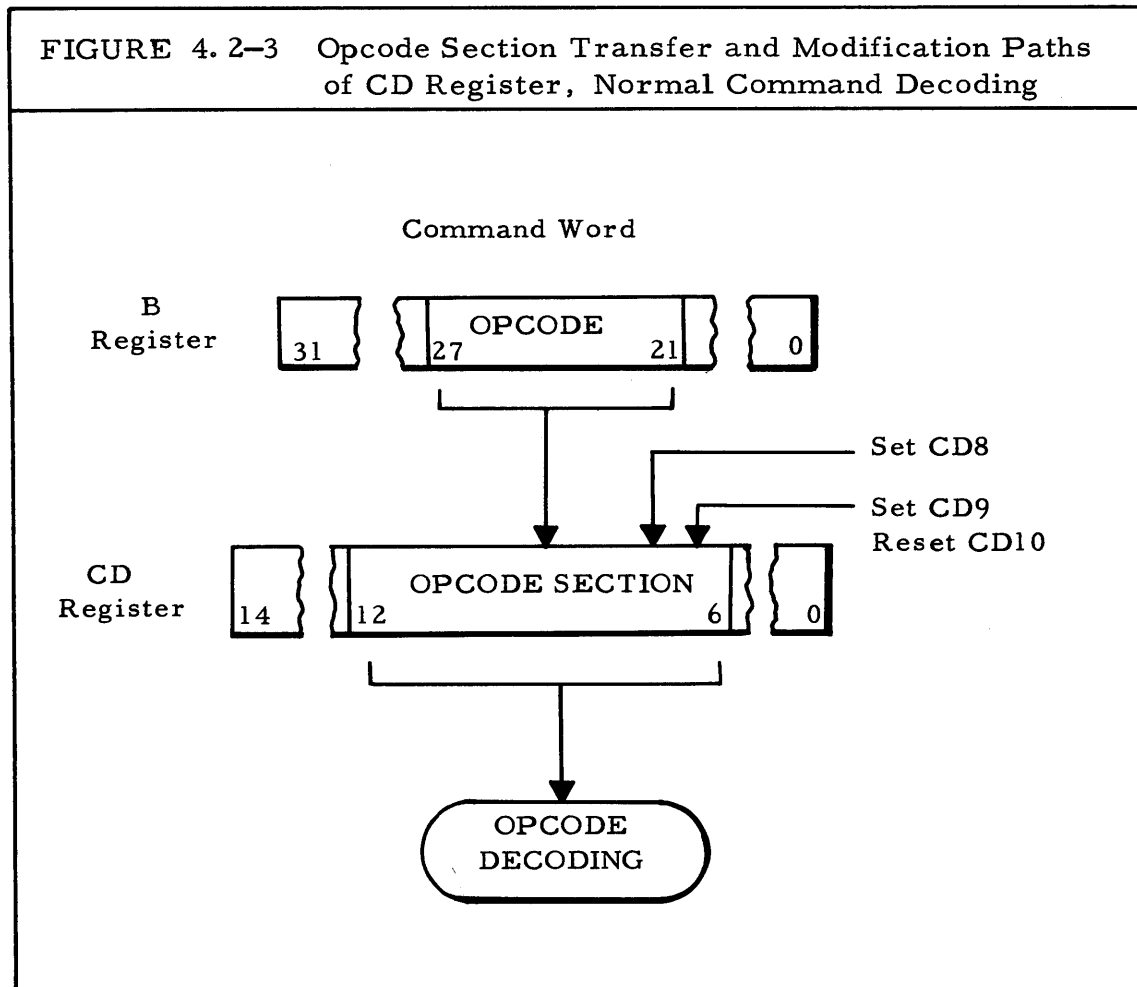 FIGURE 4.2-3 Opcode Section Transfer and Modification Paths
of CD Register, Normal Command Decoding
Command Word
B
Register
OPCODE
31
27
21
0
Set CD8
Set CD9
Reset CD10
CD
Register
OPCODE SECTION
14
12
6
0
OPCODE
DECODING